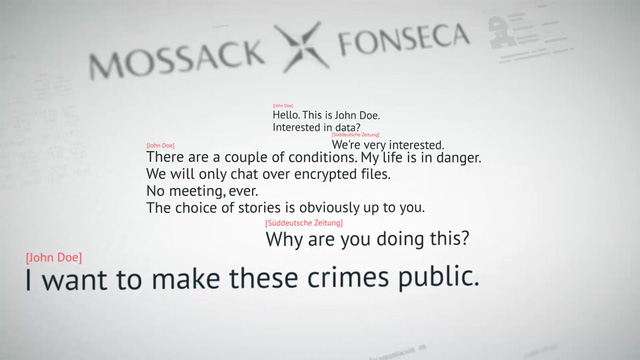 MOSSACK FONSECA
[John Doe]
Hello. This is John Doe.
Interested in data?
[Süddeutsche Zeitung]
We're very interested.
[John Doe]
There are a couple of conditions. My life is in danger.
We will only chat over encrypted files.
No meeting, ever.
The choice of stories is obviously up to you.
[Süddeutsche Zeitung]
Why are you doing this?
[John Doe]
I want to make these crimes public.